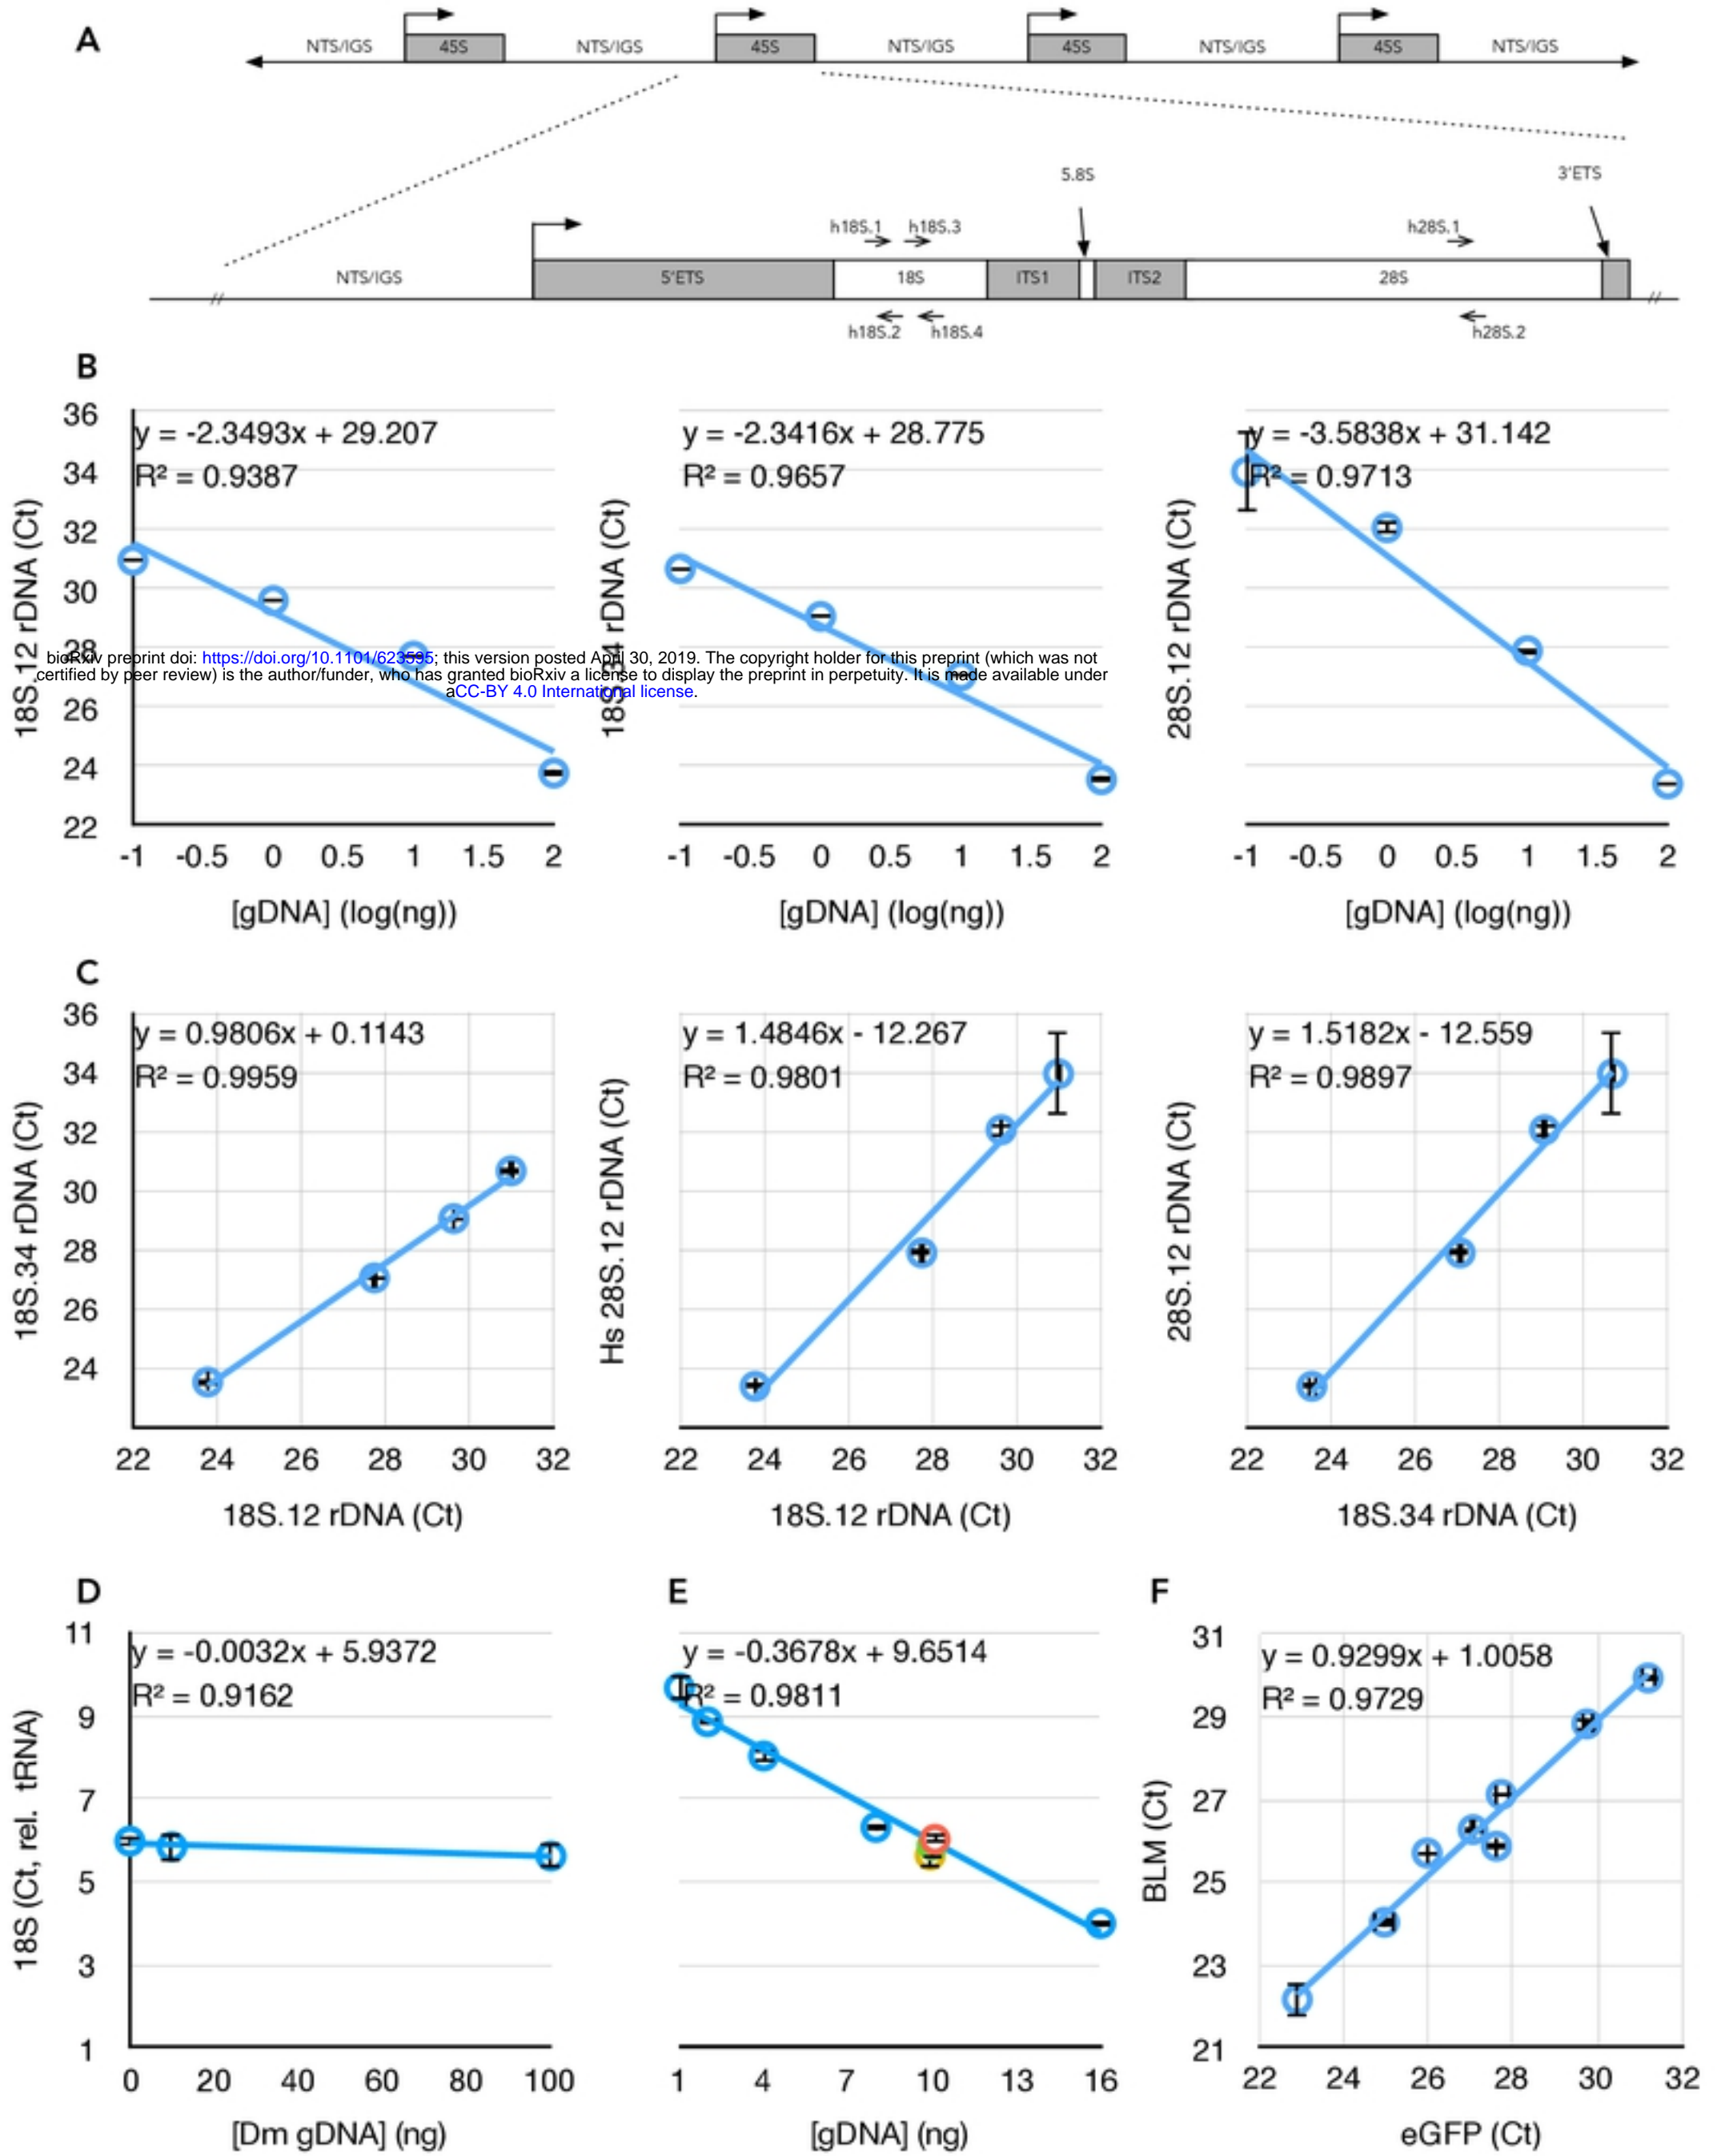 A
NTS/IGS 45S NTS/IGS 45S NTS/IGS 45S NTS/IGS 45S NTS/IGS
5.8S 3'ETS
h18S.1 h18S.3 h28S.1
NTS/IGS 5'ETS 18S ITS1 ITS2 28S
// //
h18S.2 h18S.4 h28S.2
B
18S.12 rDNA (Ct)
36
34
32
30
28
26
24
22
y = -2.3493x + 29.207
R² = 0.9387
-1 -0.5 0 0.5 1 1.5 2
[gDNA] (log(ng))
18S.34 rDNA (Ct)
y = -2.3416x + 28.775
R² = 0.9657
-1 -0.5 0 0.5 1 1.5 2
[gDNA] (log(ng))
28S.12 rDNA (Ct)
y = -3.5838x + 31.142
R² = 0.9713
-1 -0.5 0 0.5 1 1.5 2
[gDNA] (log(ng))
bioRxiv preprint doi: https://doi.org/10.1101/623595; this version posted April 30, 2019. The copyright holder for this preprint (which was not
certified by peer review) is the author/funder, who has granted bioRxiv a license to display the preprint in perpetuity. It is made available under
aCC-BY 4.0 International license.
C
18S.34 rDNA (Ct)
36
34
32
30
28
26
24
y = 0.9806x + 0.1143
R² = 0.9959
22 24 26 28 30 32
18S.12 rDNA (Ct)
Hs 28S.12 rDNA (Ct)
y = 1.4846x - 12.267
R² = 0.9801
22 24 26 28 30 32
18S.12 rDNA (Ct)
28S.12 rDNA (Ct)
y = 1.5182x - 12.559
R² = 0.9897
22 24 26 28 30 32
18S.34 rDNA (Ct)
D
18S (Ct, rel. tRNA)
11
9
7
5
3
1
y = -0.0032x + 5.9372
R² = 0.9162
0 20 40 60 80 100
[Dm gDNA] (ng)
E
y = -0.3678x + 9.6514
R² = 0.9811
1 4 7 10 13 16
[gDNA] (ng)
F
BLM (Ct)
31
29
27
25
23
21
y = 0.9299x + 1.0058
R² = 0.9729
22 24 26 28 30 32
eGFP (Ct)